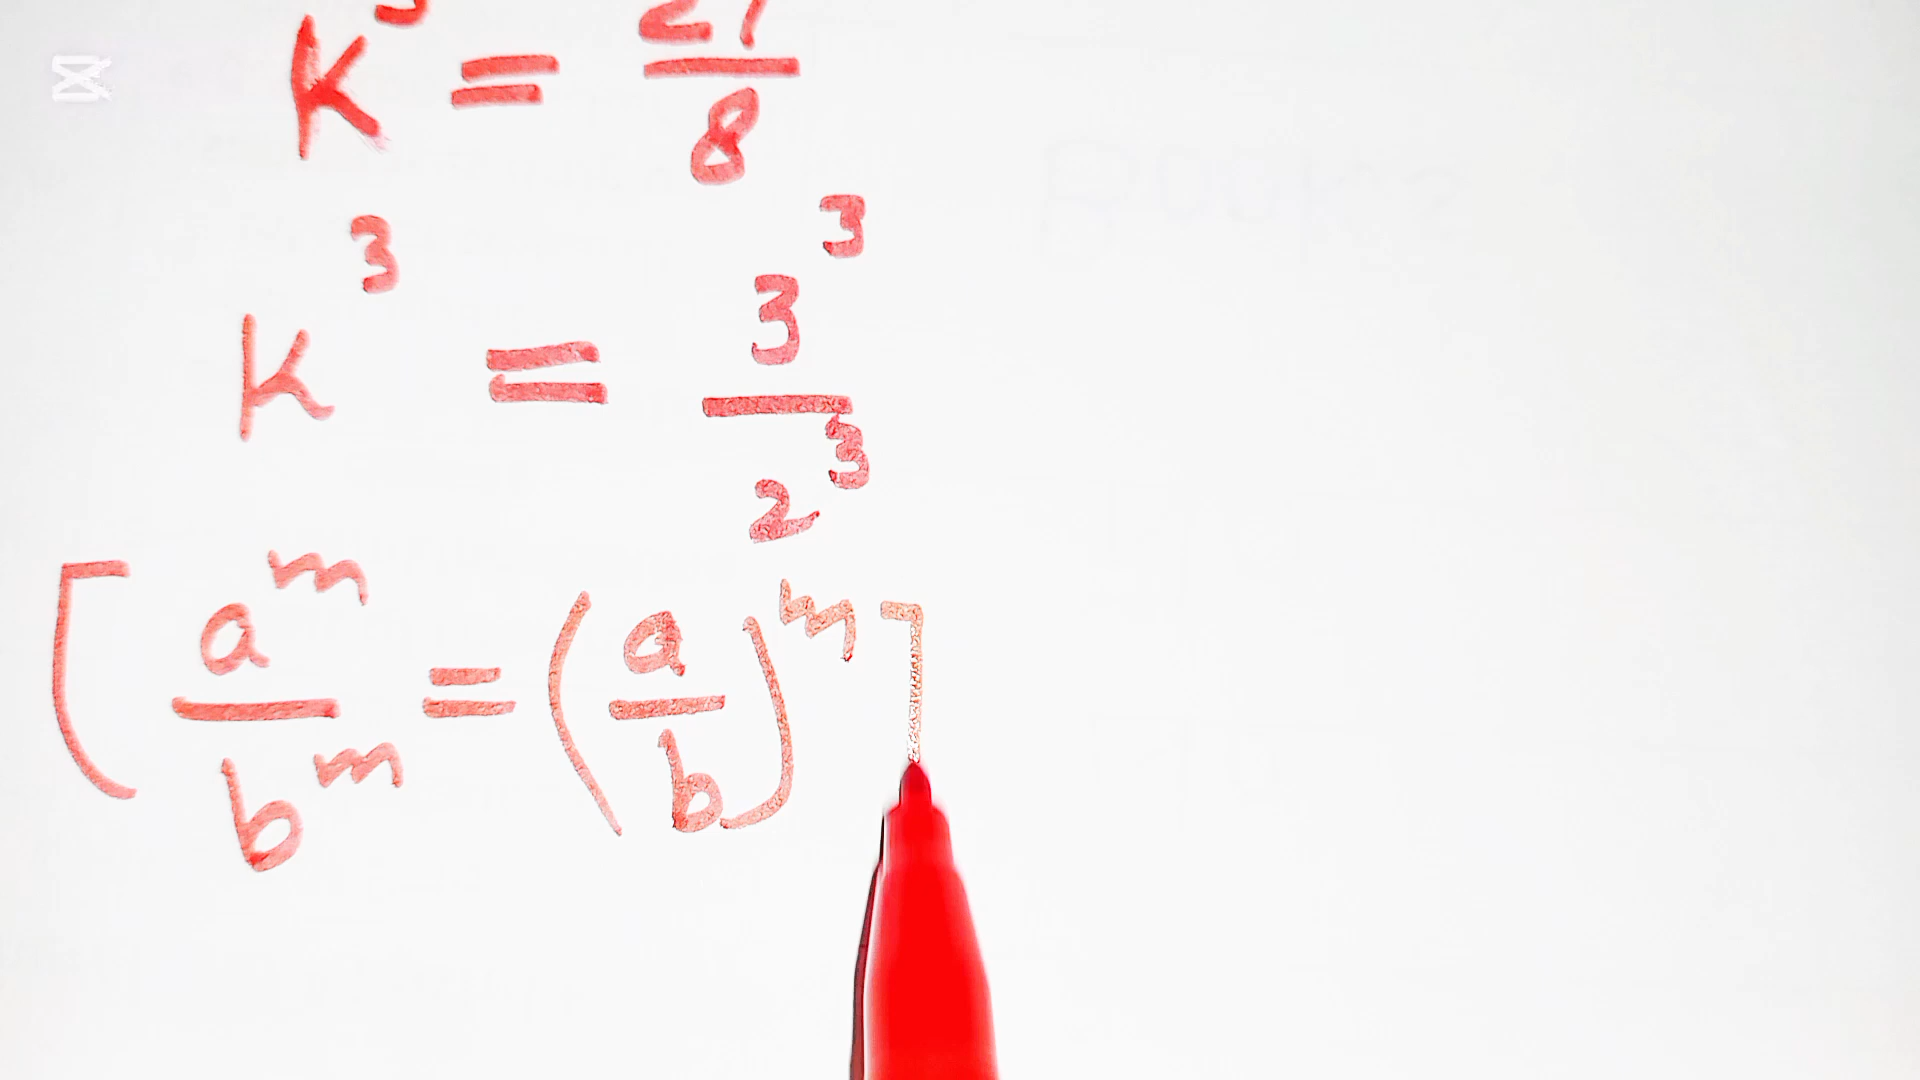 K³ = 27/8
K³ = 3³/2³
[aᵐ/bᵐ = (a/b)ᵐ]